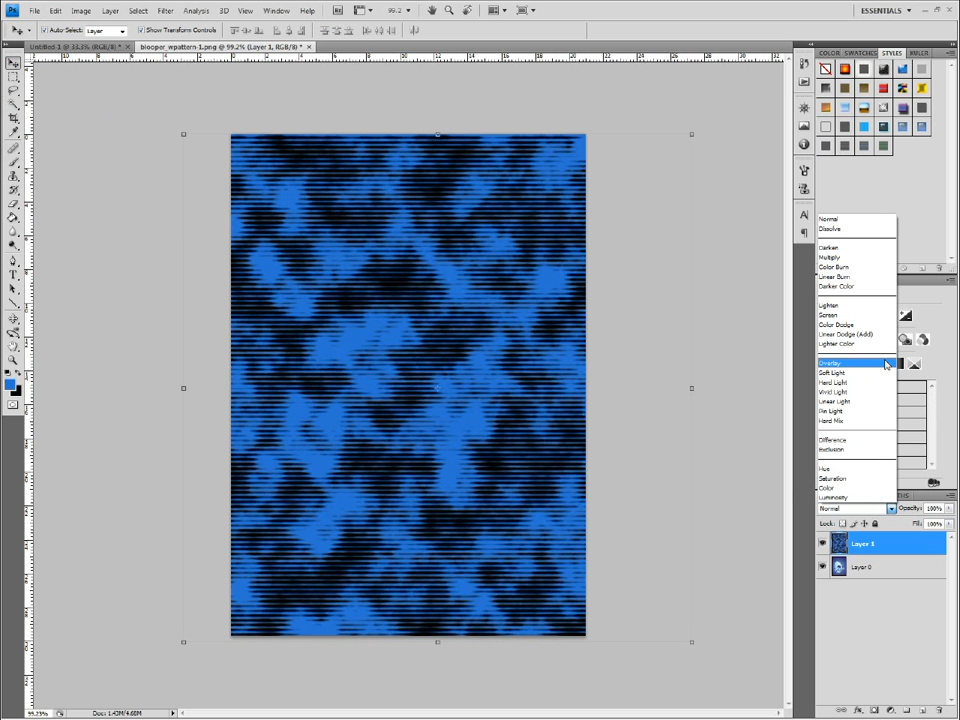 Ps File Edit Image Layer Select Filter Analysis 3D View Window Help 99.2 ESSENTIALS
Auto-Select: Layer Show Transform Controls
Untitled-1 @ 33.3% (RGB/8) * blooper_wpattern-1.png @ 99.2% (Layer 1, RGB/8) *
COLOR SWATCHES STYLES RULER
Normal
Dissolve
Darken
Multiply
Color Burn
Linear Burn
Darker Color
Lighten
Screen
Color Dodge
Linear Dodge (Add)
Lighter Color
Overlay
Soft Light
Hard Light
Vivid Light
Linear Light
Pin Light
Hard Mix
Difference
Exclusion
Hue
Saturation
Color
Luminosity
Normal Opacity: 100%
Lock: Fill: 100%
Layer 1
Layer 0
99.23% Doc: 1.43M/4.60M